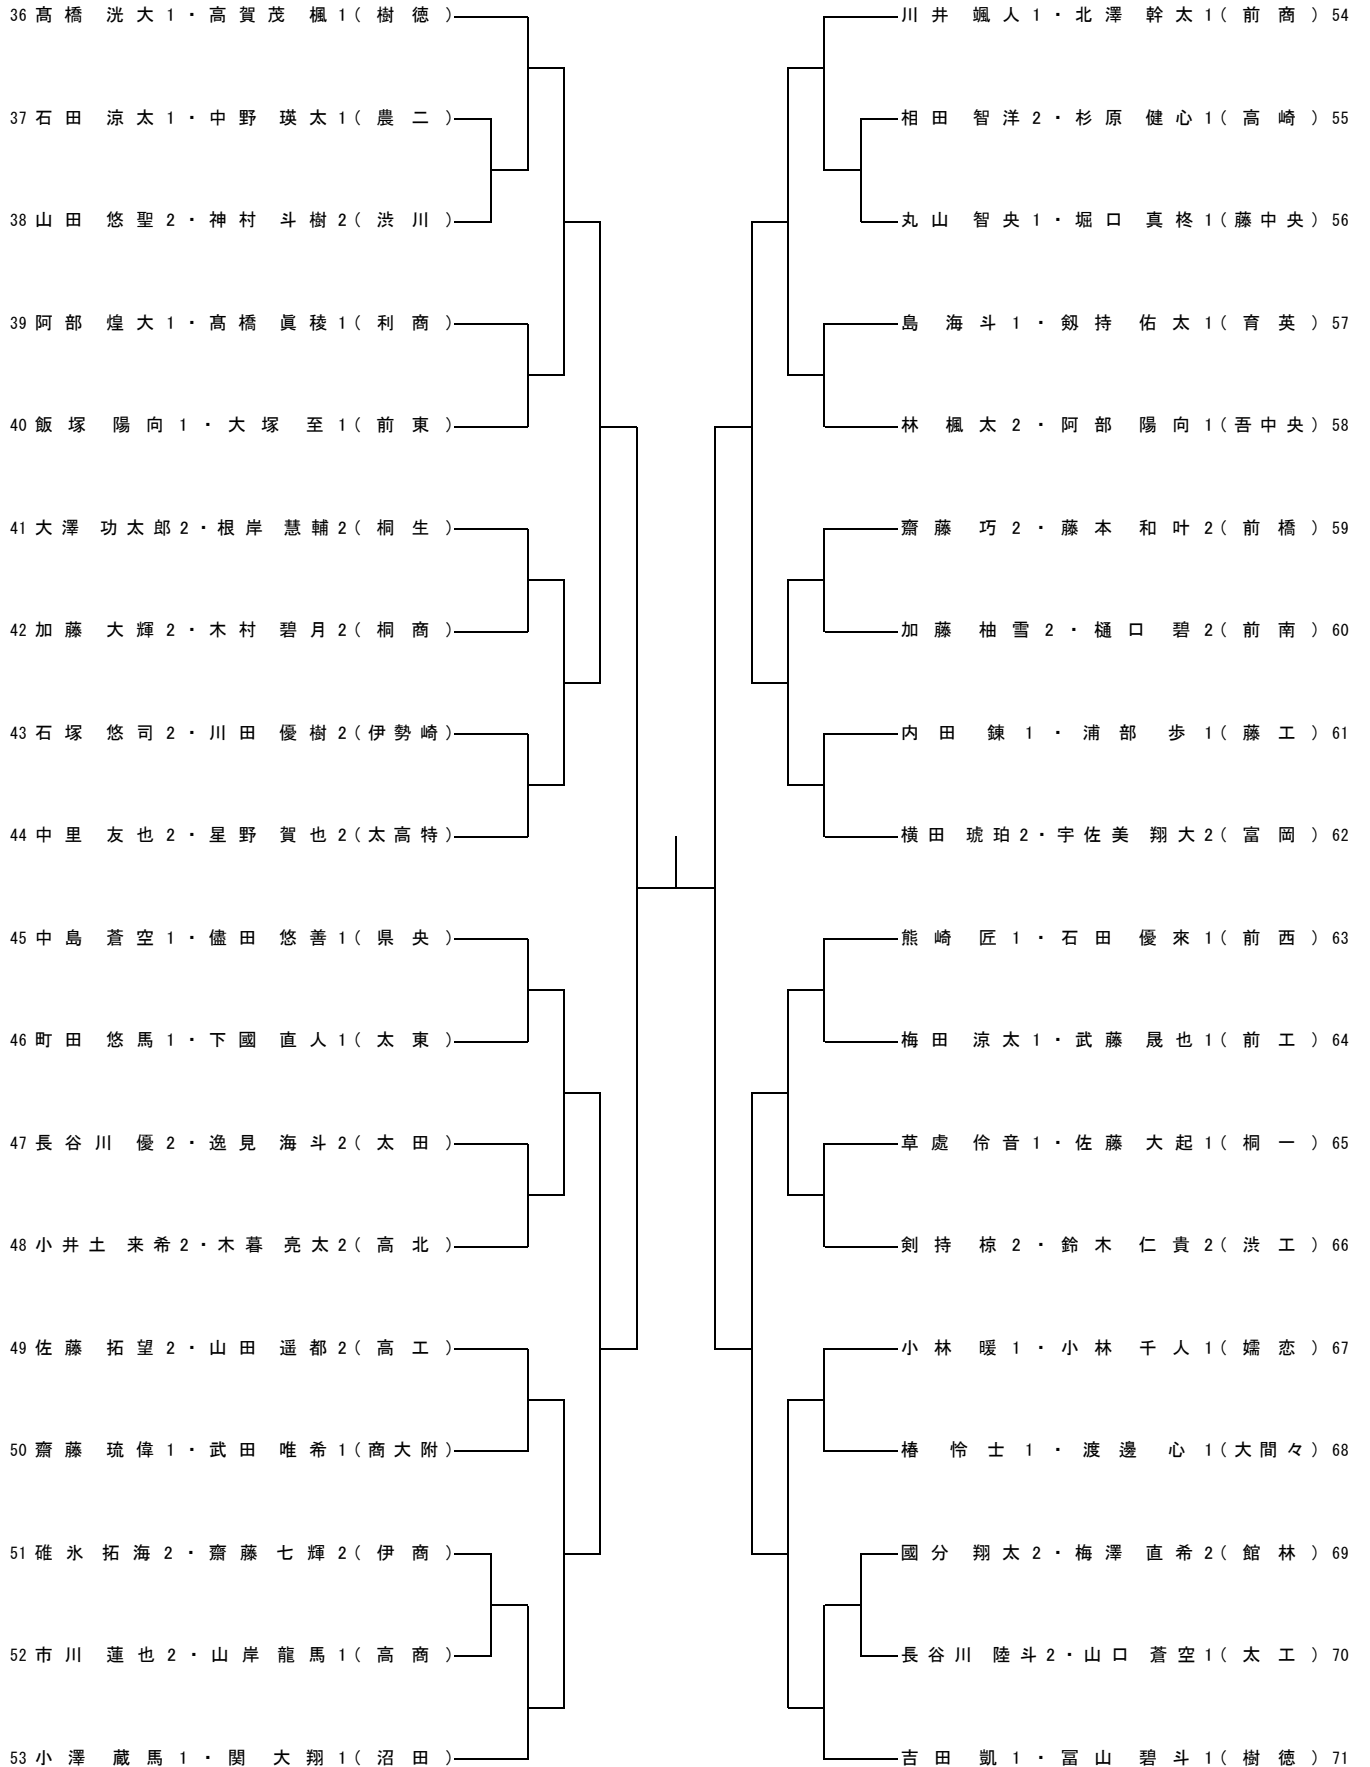 36 髙橋 洸大1・高賀茂 楓1(樹徳)
37 石田 涼太1・中野 瑛太1(農二)
38 山田 悠聖2・神村 斗樹2(渋川)
39 阿部 煌大1・髙橋 眞稜1(利商)
40 飯塚 陽向1・大塚 至1(前東)
41 大澤 功太郎2・根岸 慧輔2(桐生)
42 加藤 大輝2・木村 碧月2(桐商)
43 石塚 悠司2・川田 優樹2(伊勢崎)
44 中里 友也2・星野 賀也2(太高特)
45 中島 蒼空1・儘田 悠善1(県央)
46 町田 悠馬1・下國 直人1(太東)
47 長谷川 優2・逸見 海斗2(太田)
48 小井土 来希2・木暮 亮太2(高北)
49 佐藤 拓望2・山田 遥都2(高工)
50 齋藤 琉偉1・武田 唯希1(商大附)
51 碓氷拓海2・齋藤七輝2(伊商)
52 市川 蓮也2・山岸龍馬1(高商)
53 小澤 蔵馬1・関 大翔1(沼田)
川井 颯人1・北澤 幹太1(前商) 54
相田 智洋2・杉原 健心1(高崎) 55
丸山 智央1・堀口 真柊1(藤中央) 56
島 海斗1・剱持 佑太1(育英) 57
林 楓太2・阿部 陽向1(吾中央) 58
齋藤 巧2・藤本 和叶2(前橋) 59
加藤 柚雪2・樋口 碧2(前南) 60
内田 錬1・浦部 歩1(藤工) 61
横田 琥珀2・宇佐美 翔大2(富岡) 62
熊崎 匠1・石田 優來1(前西) 63
梅田 涼太1・武藤 晟也1(前工) 64
草處 伶音1・佐藤 大起1(桐一) 65
剣持 椋2・鈴木 仁貴2(渋工) 66
小林 暖1・小林 千人1(嬬恋) 67
椿 怜士1・渡邊 心1(大間々) 68
國分 翔太2・梅澤 直希2(館林) 69
長谷川 陸斗2・山口 蒼空1(太工) 70
吉田 凱1・冨山 碧斗1(樹徳) 71